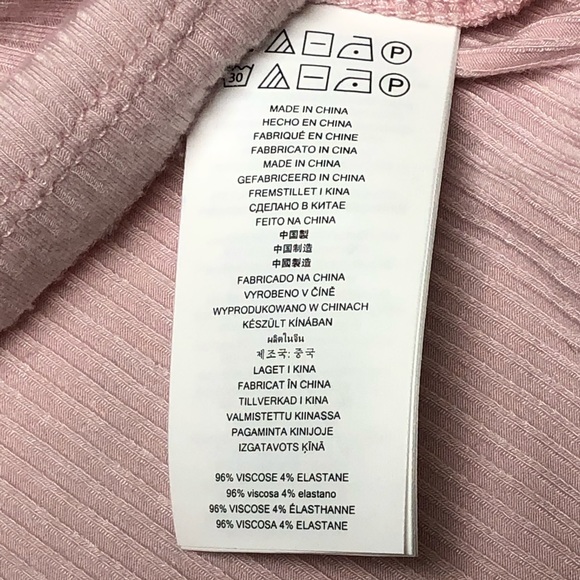 P
30 P
MADE IN CHINA
HECHO EN CHINA
FABRIQUÉ EN CHINE
FABBRICATO IN CINA
MADE IN CHINA
GEFABRICEERD IN CHINA
FREMSTILLET I KINA
СДЕЛАНО В КИТАЕ
FEITO NA CHINA
中国製
中国制造
中國製造
FABRICADO NA CHINA
VYROBENO V ČÍNĚ
WYPRODUKOWANO W CHINACH
KÉSZÜLT KÍNÁBAN
ผลิตในจีน
제조국: 중국
LAGET I KINA
FABRICAT ÎN CHINA
TILLVERKAD I KINA
VALMISTETTU KIINASSA
PAGAMINTA KINIJOJE
IZGATAVOTS ĶĪNĀ
96% VISCOSE 4% ELASTANE
96% viscosa 4% elastano
96% VISCOSE 4% ÉLASTHANNE
96% VISCOSA 4% ELASTANE